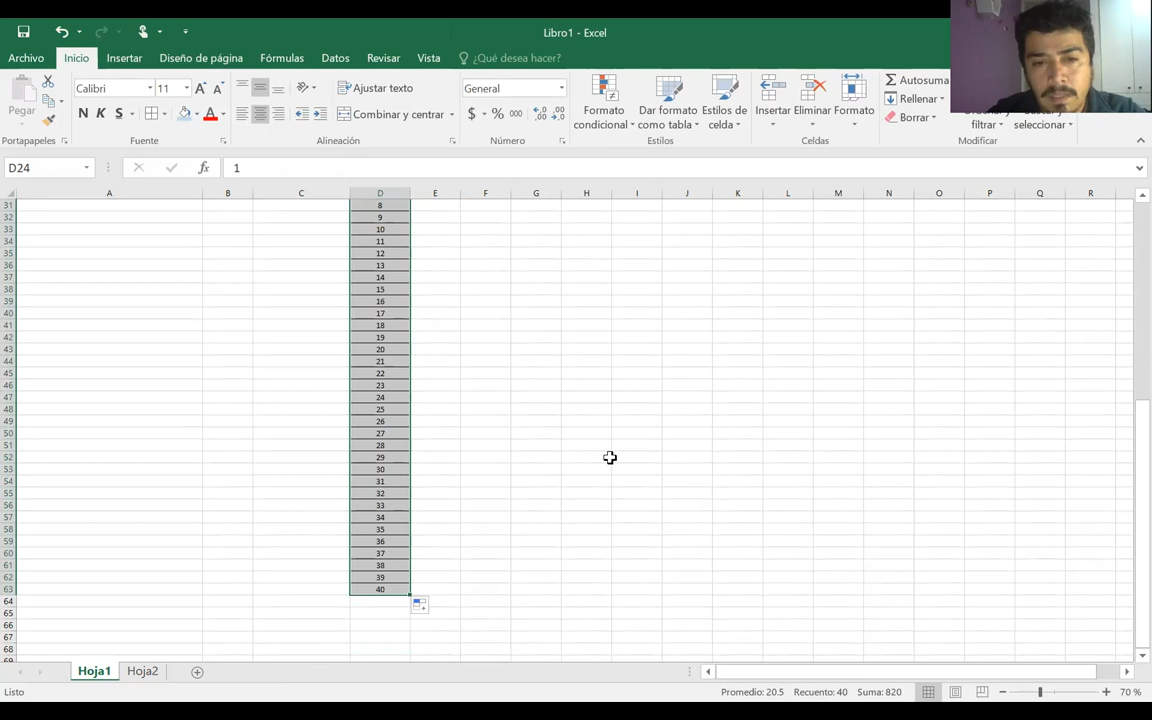 Libro1 - Excel
Archivo Inicio Insertar Diseño de página Fórmulas Datos Revisar Vista ¿Qué desea hacer?
Pegar
Portapapeles
Calibri 11
N K S
Fuente
Ajustar texto
Combinar y centrar
Alineación
General
$ % 000
Número
Formato condicional
Dar formato como tabla
Estilos de celda
Estilos
Insertar Eliminar Formato
Celdas
Autosuma
Rellenar
Borrar
filtrar
seleccionar
Modificar
D24 fx 1
A B C D E F G H I J K L M N O P Q R
31 8
32 9
33 10
34 11
35 12
36 13
37 14
38 15
39 16
40 17
41 18
42 19
43 20
44 21
45 22
46 23
47 24
48 25
49 26
50 27
51 28
52 29
53 30
54 31
55 32
56 33
57 34
58 35
59 36
60 37
61 38
62 39
63 40
64
65
66
67
68
Hoja1 Hoja2
Listo Promedio: 20.5 Recuento: 40 Suma: 820 70 %